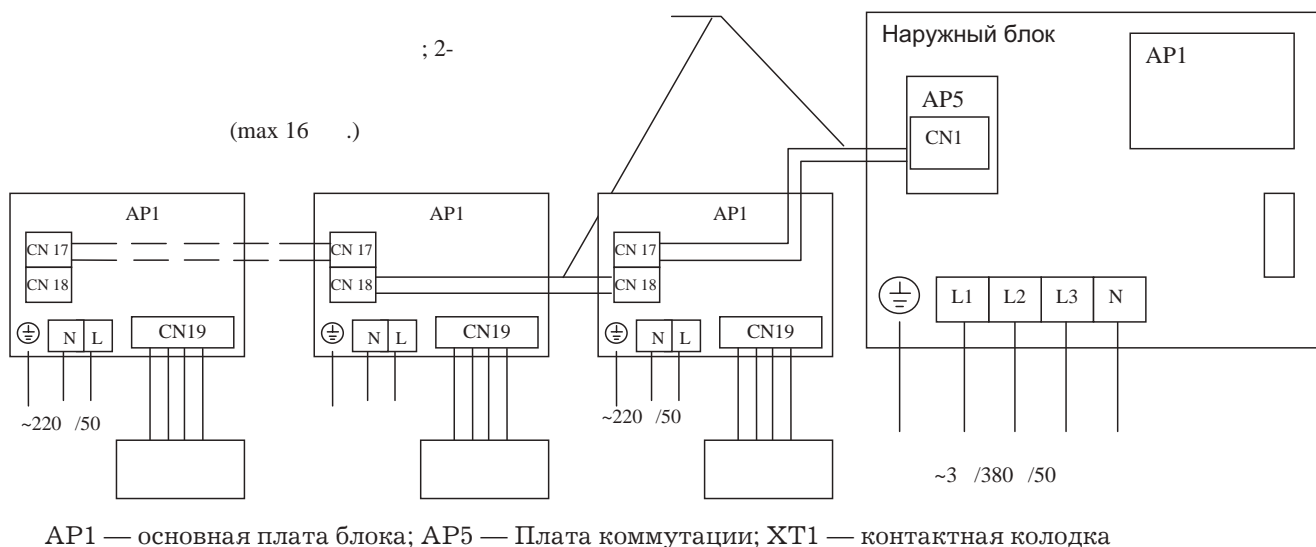 Наружный блок
; 2-
AP1
AP5
(max 16 .)
CN1
AP1
AP1
AP1
CN 17
CN 17
CN 17
CN 18
CN 18
CN 18
L1 L2 L3 N
N L
CN19
N L
CN19
N L
CN19
~220 /50
~220 /50
~3 /380 /50
AP1 — основная плата блока; AP5 — Плата коммутации; XT1 — контактная колодка